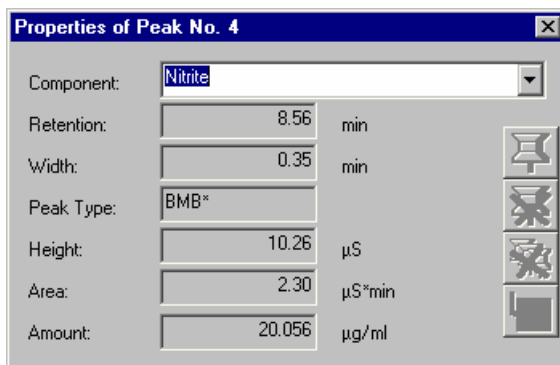 Properties of Peak No. 4
Component: Nitrite
Retention: 8.56 min
Width: 0.35 min
Peak Type: BMB*
Height: 10.26 µS
Area: 2.30 µS*min
Amount: 20.056 µg/ml